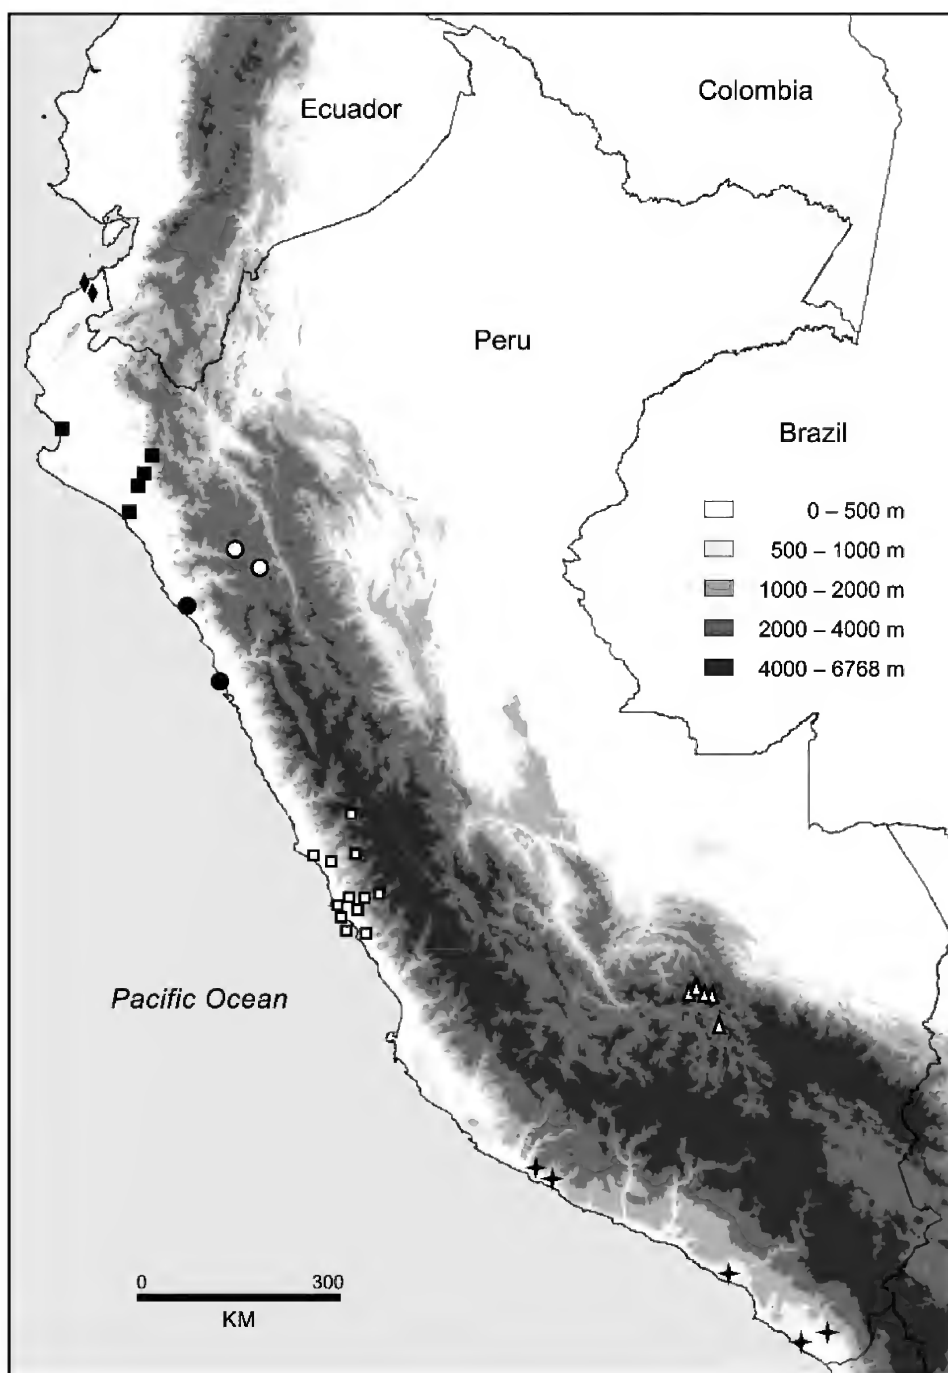 Colombia
Ecuador
Peru
Brazil
0 – 500 m
500 – 1000 m
1000 – 2000 m
2000 – 4000 m
4000 – 6768 m
Pacific Ocean
0 300
KM